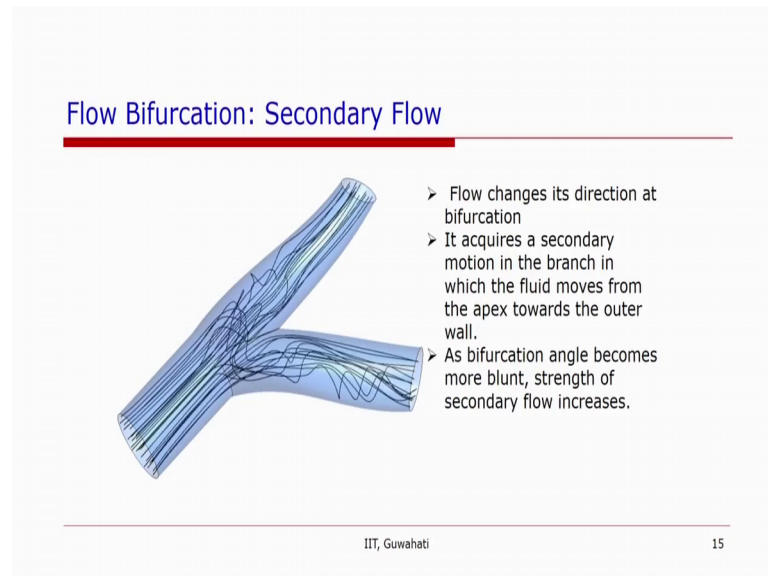 Flow Bifurcation: Secondary Flow
➢ Flow changes its direction at
bifurcation
➢ It acquires a secondary
motion in the branch in
which the fluid moves from
the apex towards the outer
wall.
➢ As bifurcation angle becomes
more blunt, strength of
secondary flow increases.
IIT, Guwahati
15